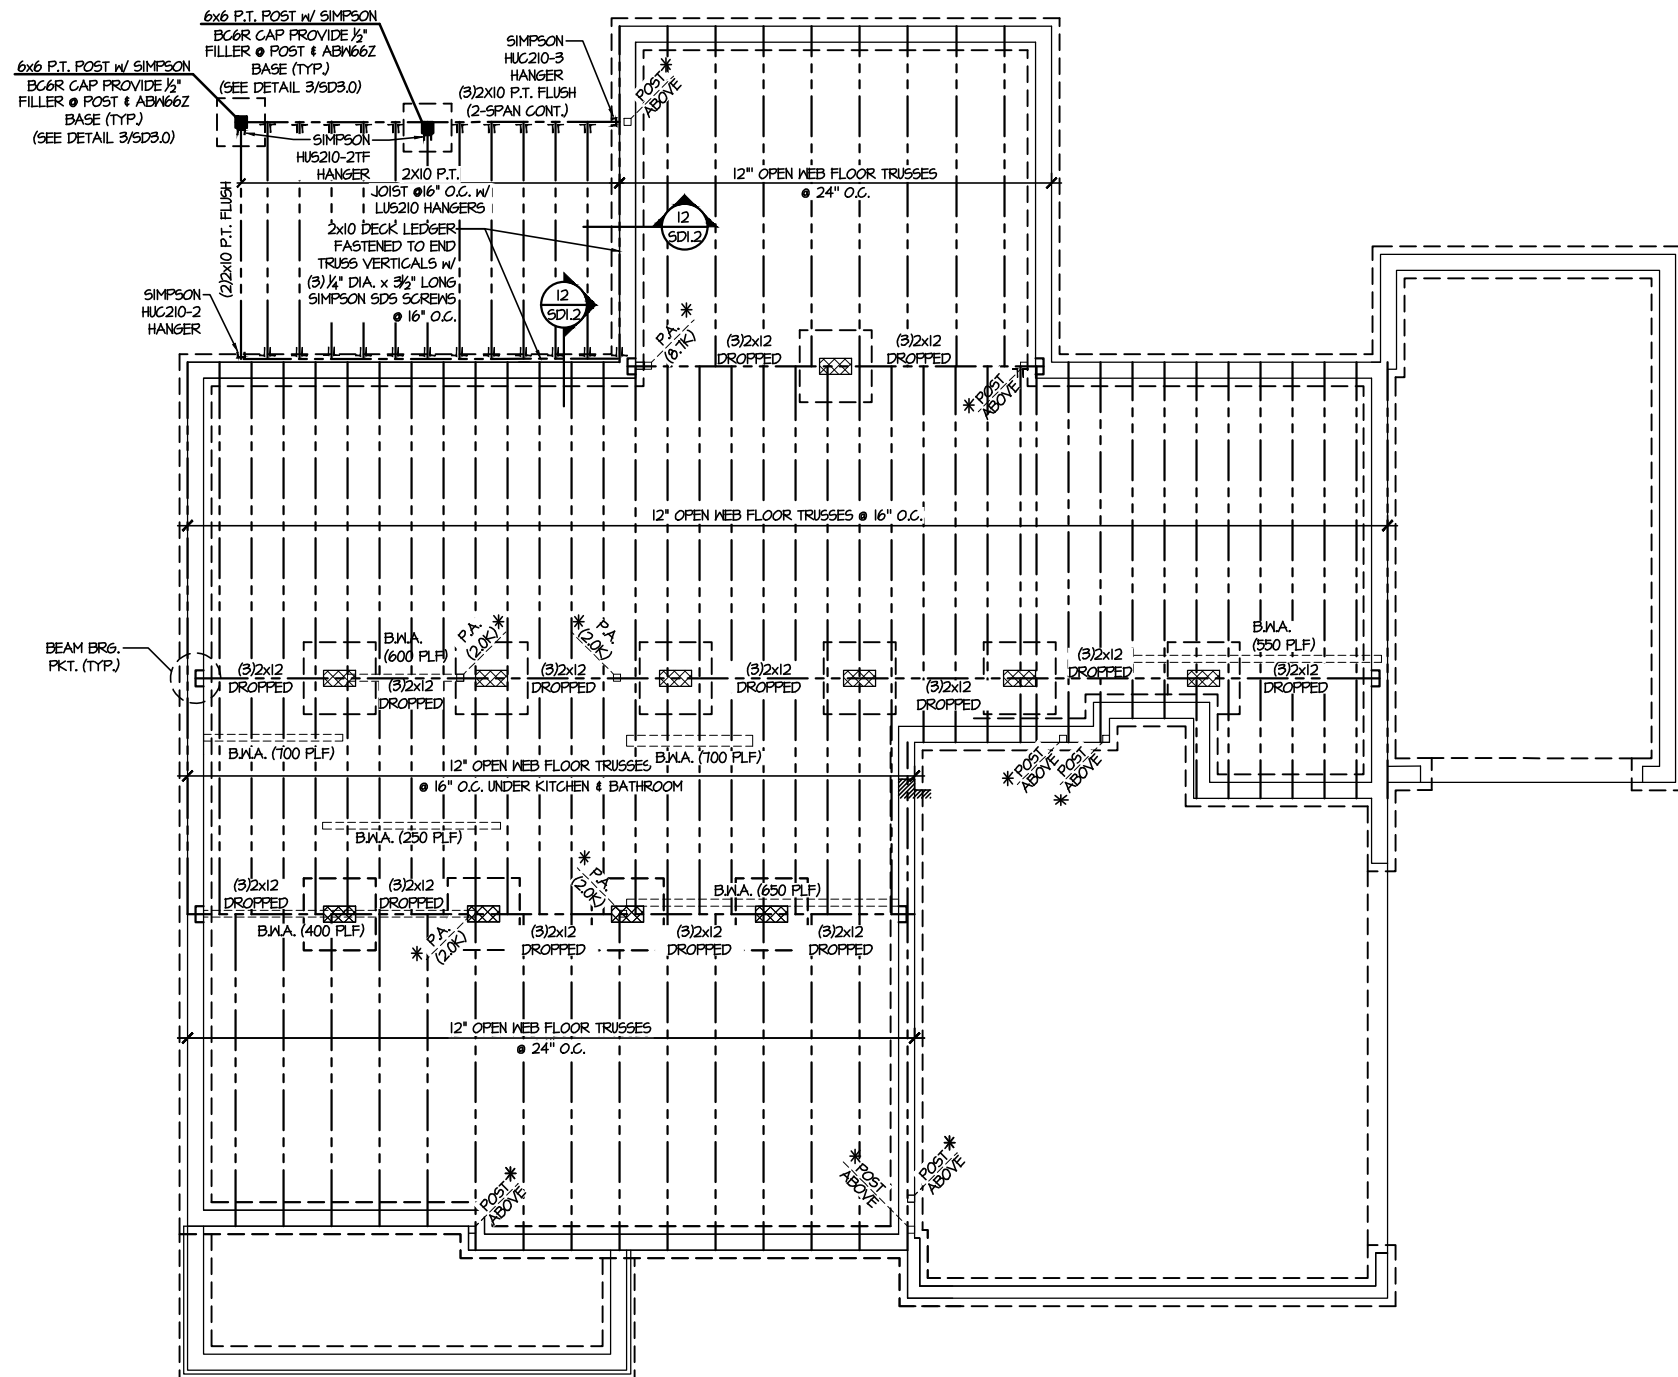 6x6 P.T. POST W/ SIMPSON
BC6R CAP PROVIDE ½"
FILLER @ POST & ABW66Z
BASE (TYP.)
(SEE DETAIL 3/SD3.0)
6x6 P.T. POST W/ SIMPSON
BC6R CAP PROVIDE ½"
FILLER @ POST & ABW66Z
BASE (TYP.)
(SEE DETAIL 3/SD3.0)
SIMPSON
HUC210-3
HANGER
(3)2X10 P.T. FLUSH
(2-SPAN CONT.)
POST
ABOVE
SIMPSON
HUS210-2TF
HANGER
2X10 P.T.
JOIST @16" O.C. W/
LUS210 HANGERS
(2)2x10 P.T. FLUSH
2x10 DECK LEDGER
FASTENED TO END
TRUSS VERTICALS W/
(3) ¼" DIA. x 3½" LONG
SIMPSON SDS SCREWS
@ 16" O.C.
SIMPSON
HUC210-2
HANGER
12'" OPEN WEB FLOOR TRUSSES
@ 24" O.C.
12
SD1.2
12
SD1.2
P.A.
(8.7K)
(3)2x12
DROPPED
(3)2x12
DROPPED
POST
ABOVE
12" OPEN WEB FLOOR TRUSSES @ 16" O.C.
BEAM BRG.
PKT. (TYP.)
(3)2x12
DROPPED
B.W.A.
(600 PLF)
(3)2x12
DROPPED
P.A.
(2.0K)
(3)2x12
DROPPED
P.A.
(2.0K)
(3)2x12
DROPPED
(3)2x12
DROPPED
(3)2x12
DROPPED
B.W.A.
(550 PLF)
(3)2x12
DROPPED
B.W.A. (700 PLF)
B.W.A. (700 PLF)
POST
ABOVE
POST
ABOVE
12" OPEN WEB FLOOR TRUSSES
@ 16" O.C. UNDER KITCHEN & BATHROOM
B.W.A. (250 PLF)
(3)2x12
DROPPED
(3)2x12
DROPPED
P.A.
(2.0K)
B.W.A. (650 PLF)
B.W.A. (400 PLF)
P.A.
(2.0K)
(3)2x12
DROPPED
(3)2x12
DROPPED
(3)2x12
DROPPED
12" OPEN WEB FLOOR TRUSSES
@ 24" O.C.
POST
ABOVE
POST
ABOVE
POST
ABOVE